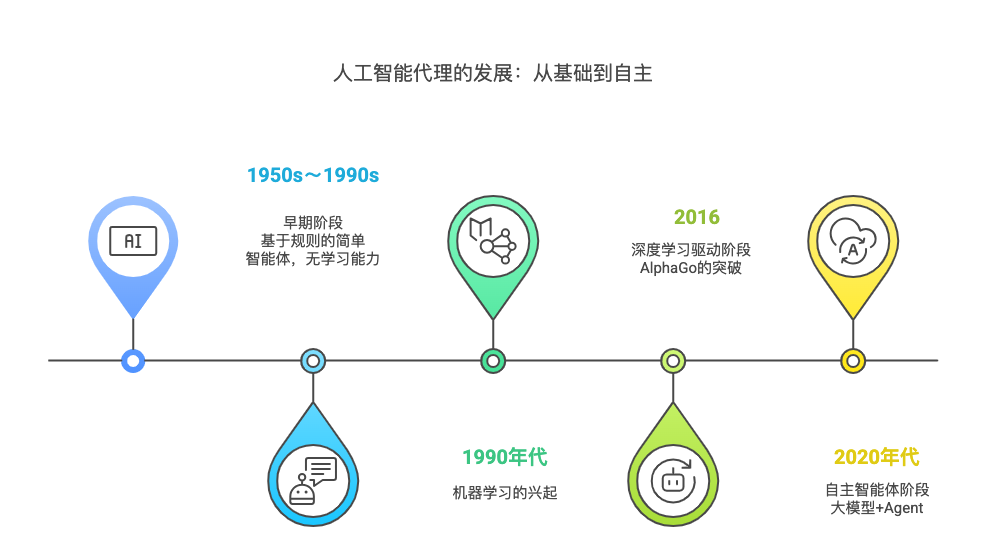 人工智能代理的发展：从基础到自主
AI
1950s～1990s
早期阶段
基于规则的简单
智能体，无学习能力
1990年代
机器学习的兴起
2016
深度学习驱动阶段
AlphaGo的突破
A
2020年代
自主智能体阶段
大模型+Agent